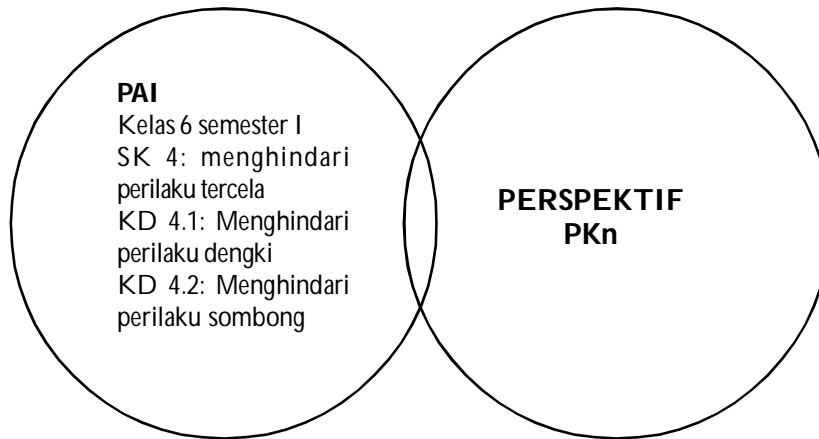 PAI
Kelas 6 semester I
SK 4: menghindari
perilaku tercela
KD 4.1: Menghindari
perilaku dengki
KD 4.2: Menghindari
perilaku sombong
PERSPEKTIF
PKn